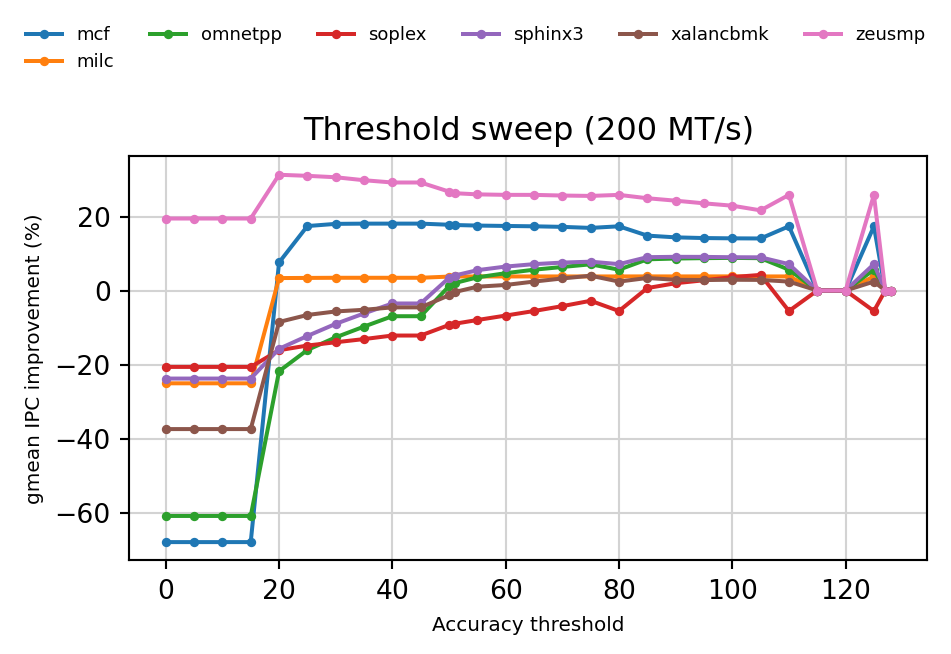 mcf omnetpp soplex sphinx3 xalancbmk zeusmp
milc
Threshold sweep (200 MT/s)
gmean IPC improvement (%)
20
0
−20
−40
−60
0 20 40 60 80 100 120
Accuracy threshold